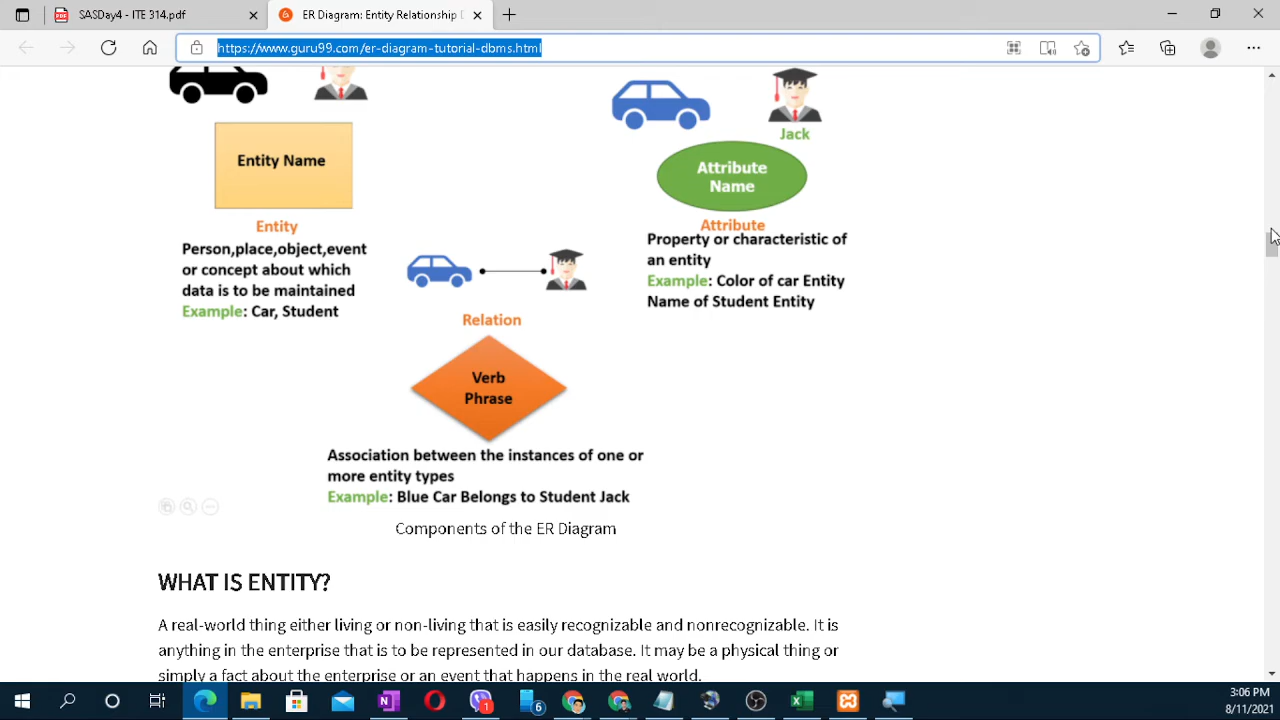 SASDay4 - ITE 314.pdf
ER Diagram: Entity Relationship D
https://www.guru99.com/er-diagram-tutorial-dbms.html
Jack
Entity Name
Attribute
Name
Entity
Attribute
Person,place,object,event
or concept about which
data is to be maintained
Example: Car, Student
Property or characteristic of
an entity
Example: Color of car Entity
Name of Student Entity
Relation
Verb
Phrase
Association between the instances of one or
more entity types
Example: Blue Car Belongs to Student Jack
Components of the ER Diagram
WHAT IS ENTITY?
A real-world thing either living or non-living that is easily recognizable and nonrecognizable. It is
anything in the enterprise that is to be represented in our database. It may be a physical thing or
simply a fact about the enterprise or an event that happens in the real world.
1
6
3:06 PM
8/11/2021